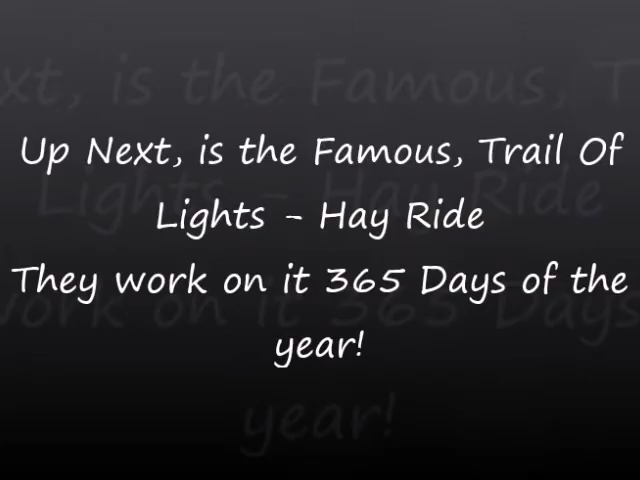 Up Next, is the Famous, Trail Of
Lights - Hay Ride
They work on it 365 Days of the
year!